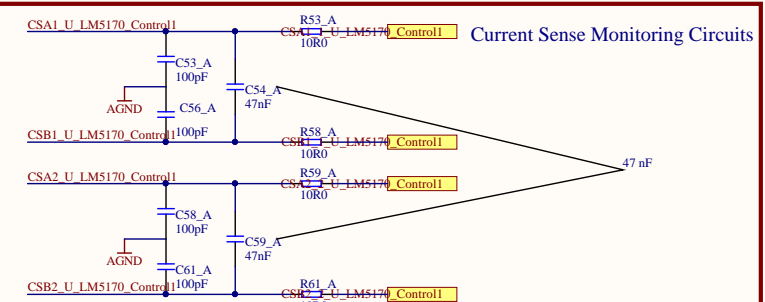 CSA1_U_LM5170_Control1
R53_A
_Control1
Current Sense Monitoring Circuits
10R0
C53_A
100pF
C54_A
47nF
AGND
C56_A
100pF
CSB1_U_LM5170_Control1
R58_A
_Control1
10R0
47 nF
CSA2_U_LM5170_Control1
R59_A
_Control1
10R0
C58_A
100pF
C59_A
47nF
AGND
C61_A
100pF
CSB2_U_LM5170_Control1
R61_A
_Control1